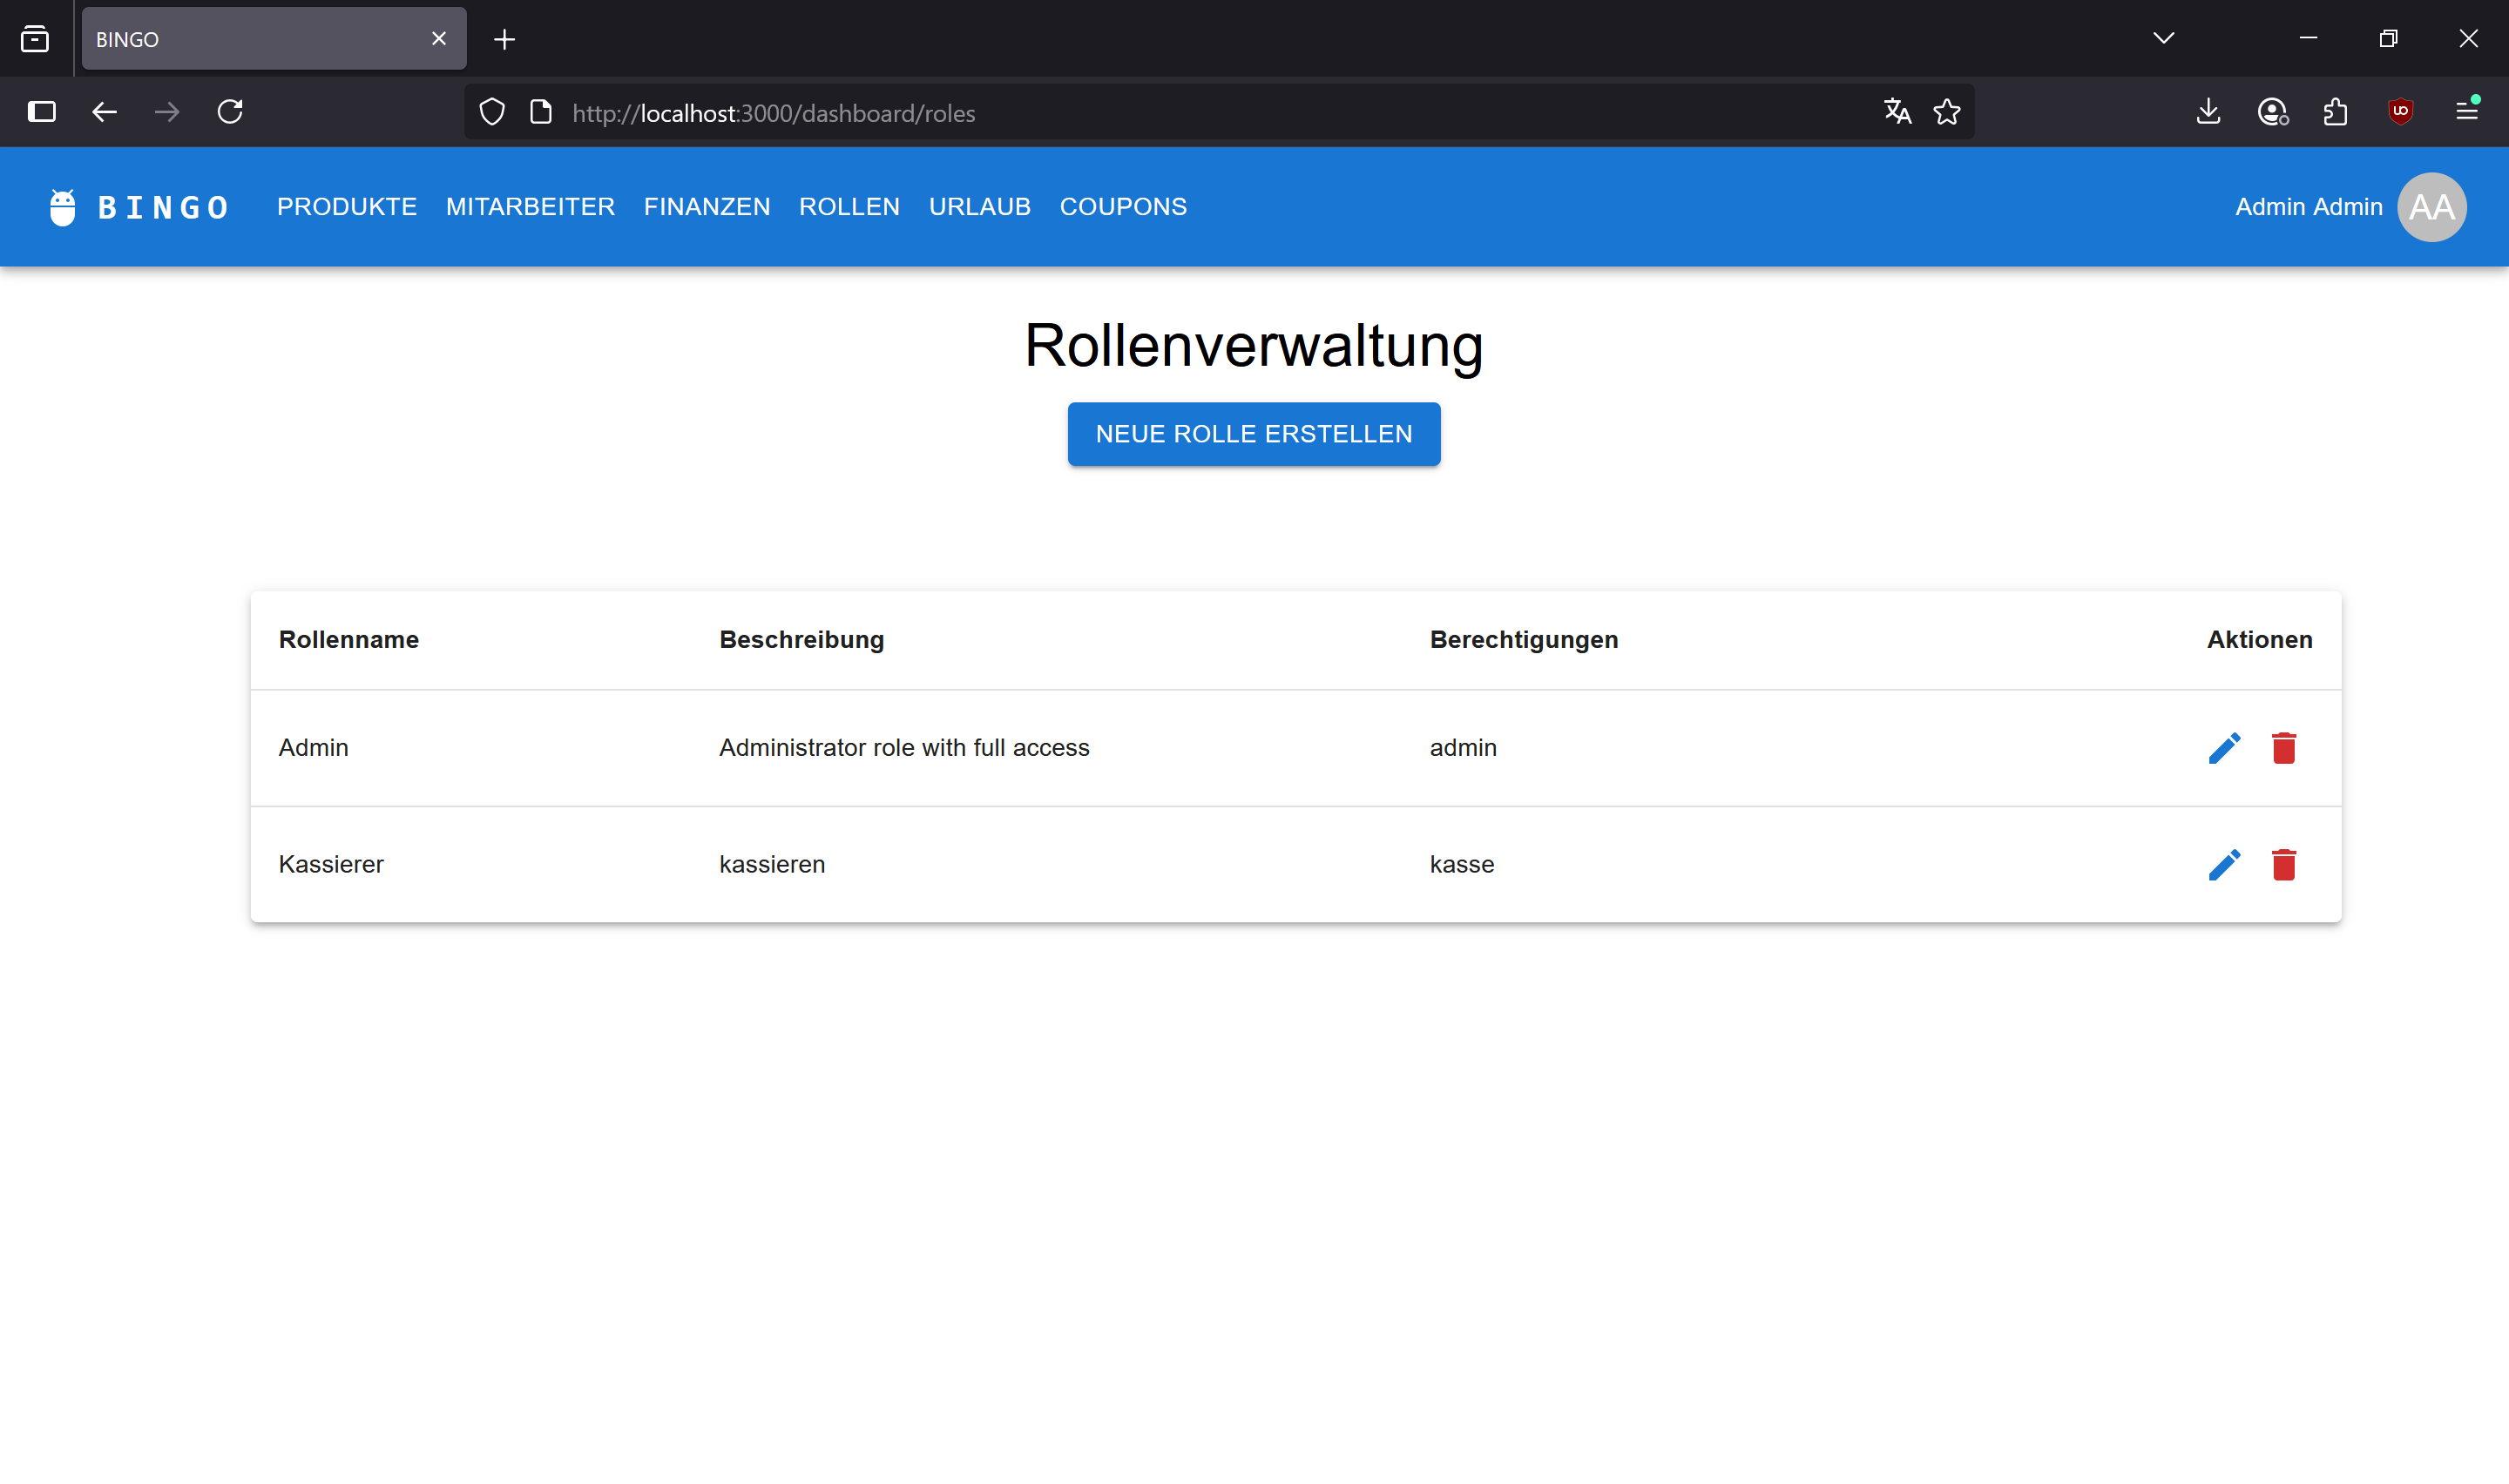 BINGO
http://localhost:3000/dashboard/roles
BINGO PRODUKTE MITARBEITER FINANZEN ROLLEN URLAUB COUPONS Admin Admin AA
Rollenverwaltung
NEUE ROLLE ERSTELLEN
Rollenname Beschreibung Berechtigungen Aktionen
Admin Administrator role with full access admin
Kassierer kassieren kasse